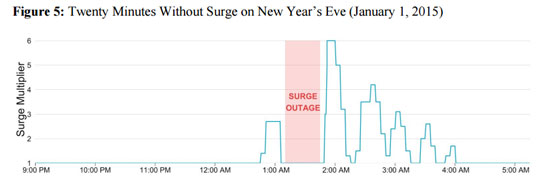 Figure 5: Twenty Minutes Without Surge on New Year's Eve (January 1, 2015)
6
5
4
3
2
1
Surge Multiplier
SURGE
OUTAGE
9:00 PM 10:00 PM 11:00 PM 12:00 AM 1:00 AM 2:00 AM 3:00 AM 4:00 AM 5:00 AM